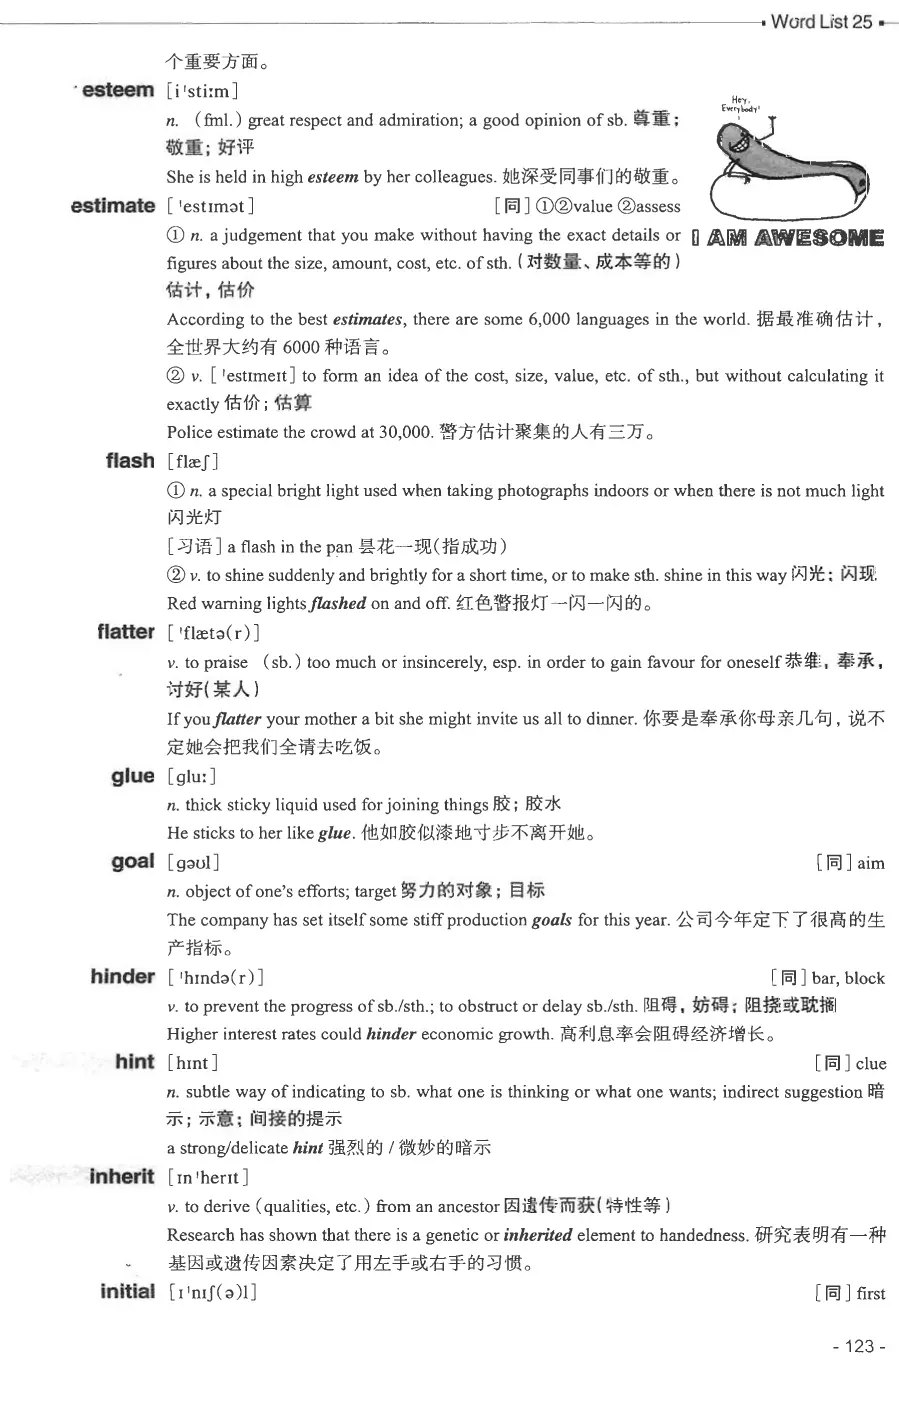 Word List 25
个重要方面。
esteem [iˈstiːm]
n. (fml.) great respect and admiration; a good opinion of sb. 尊重;
敬重; 好评
She is held in high esteem by her colleagues. 她深受同事们的敬重。
Hey,
Everybody!
I AM AWESOME
estimate [ˈestɪmət] [同] ①②value ②assess
① n. a judgement that you make without having the exact details or
figures about the size, amount, cost, etc. of sth. (对数量、成本等的)
估计, 估价
According to the best estimates, there are some 6,000 languages in the world. 据最准确估计,
全世界大约有 6000 种语言。
② v. [ˈestɪmeɪt] to form an idea of the cost, size, value, etc. of sth., but without calculating it
exactly 估价; 估算
Police estimate the crowd at 30,000. 警方估计聚集的人有三万。
flash [flæʃ]
① n. a special bright light used when taking photographs indoors or when there is not much light
闪光灯
[习语] a flash in the pan 昙花一现(指成功)
② v. to shine suddenly and brightly for a short time, or to make sth. shine in this way 闪光; 闪现
Red warning lights flashed on and off. 红色警报灯一闪一闪的。
flatter [ˈflætə(r)]
v. to praise (sb.) too much or insincerely, esp. in order to gain favour for oneself 恭维, 奉承,
讨好(某人)
If you flatter your mother a bit she might invite us all to dinner. 你要是奉承你母亲几句, 说不
定她会把我们全请去吃饭。
glue [gluː]
n. thick sticky liquid used for joining things 胶; 胶水
He sticks to her like glue. 他如胶似漆地寸步不离开她。
goal [gəʊl] [同] aim
n. object of one's efforts; target 努力的对象; 目标
The company has set itself some stiff production goals for this year. 公司今年定下了很高的生
产指标。
hinder [ˈhɪndə(r)] [同] bar, block
v. to prevent the progress of sb./sth.; to obstruct or delay sb./sth. 阻碍, 妨碍; 阻挠或耽搁
Higher interest rates could hinder economic growth. 高利息率会阻碍经济增长。
hint [hɪnt] [同] clue
n. subtle way of indicating to sb. what one is thinking or what one wants; indirect suggestion 暗
示; 示意; 间接的提示
a strong/delicate hint 强烈的 / 微妙的暗示
inherit [ɪnˈherɪt]
v. to derive (qualities, etc.) from an ancestor 因遗传而获(特性等)
Research has shown that there is a genetic or inherited element to handedness. 研究表明有一种
基因或遗传因素决定了用左手或右手的习惯。
initial [ɪˈnɪʃ(ə)l] [同] first
- 123 -